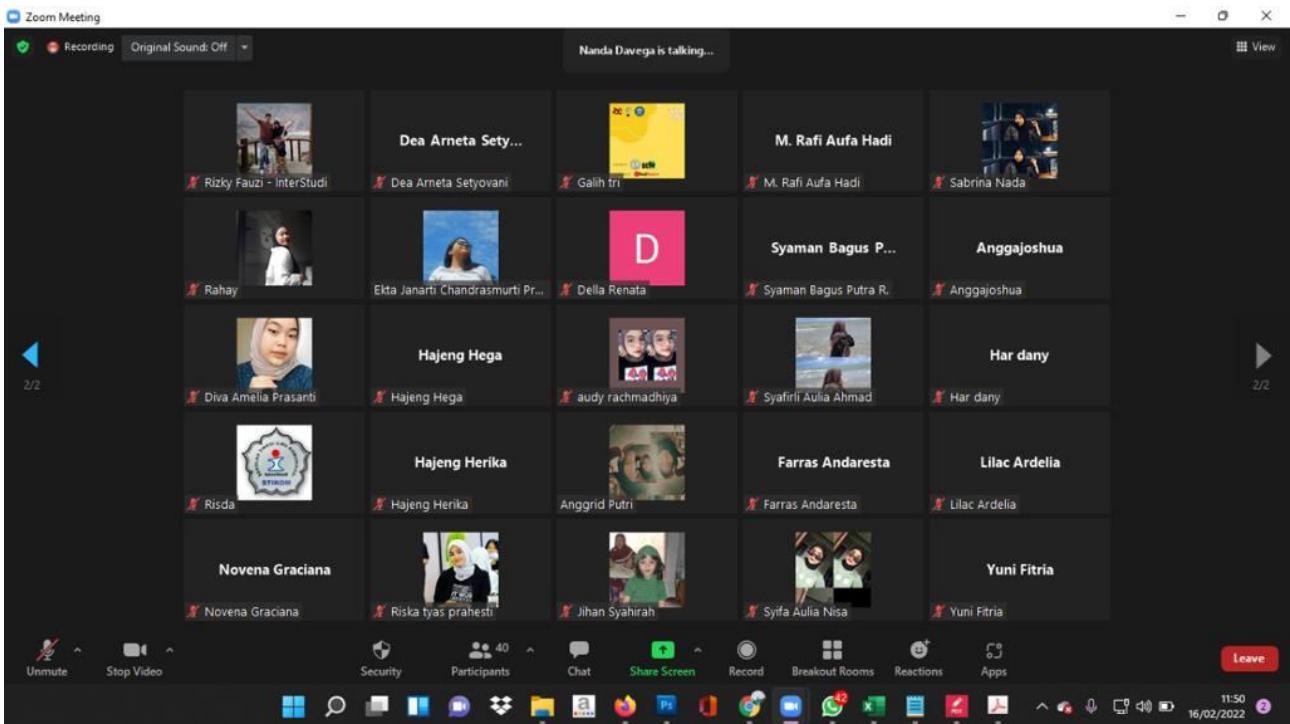 Zoom Meeting
Recording Original Sound: Off
Nanda Davega is talking...
View
Rizky Fauzi - InterStudi
Dea Arneta Sety...
Dea Arneta Setyovani
Galih tri
M. Rafi Aufa Hadi
M. Rafi Aufa Hadi
Sabrina Nada
Rahay
Ekta Janarti Chandrasmurti Pr...
D
Della Renata
Syaman Bagus P...
Syaman Bagus Putra R.
Anggajoshua
Anggajoshua
2/2
Diva Amelia Prasanti
Hajeng Hega
Hajeng Hega
audy rachmadhiya
Syafirli Aulia Ahmad
Har dany
Har dany
2/2
STIKOM
Risda
Hajeng Herika
Hajeng Herika
Anggrid Putri
Farras Andaresta
Farras Andaresta
Lilac Ardelia
Lilac Ardelia
Novena Graciana
Novena Graciana
Riska tyas prahesti
Jihan Syahirah
Syifa Aulia Nisa
Yuni Fitria
Yuni Fitria
Unmute
Stop Video
Security
40
Participants
Chat
Share Screen
Record
Breakout Rooms
Reactions
Apps
Leave
a
Ps
42
11:50
16/02/2022
2